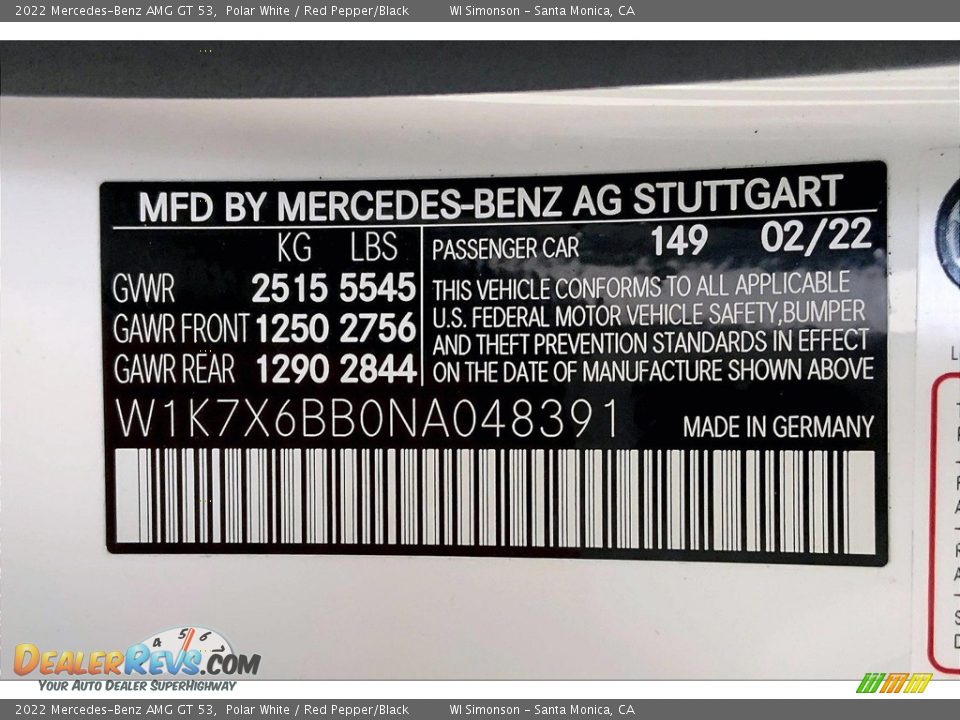 2022 Mercedes-Benz AMG GT 53, Polar White / Red Pepper/Black WI Simonson - Santa Monica, CA
MFD BY MERCEDES-BENZ AG STUTTGART
KG LBS
GVWR 2515 5545
GAWR FRONT 1250 2756
GAWR REAR 1290 2844
PASSENGER CAR 149 02/22
THIS VEHICLE CONFORMS TO ALL APPLICABLE
U.S. FEDERAL MOTOR VEHICLE SAFETY,BUMPER
AND THEFT PREVENTION STANDARDS IN EFFECT
ON THE DATE OF MANUFACTURE SHOWN ABOVE
W1K7X6BB0NA048391 MADE IN GERMANY
4 5 6
DEALERREVS.COM
YOUR AUTO DEALER SUPERHIGHWAY
2022 Mercedes-Benz AMG GT 53, Polar White / Red Pepper/Black WI Simonson - Santa Monica, CA